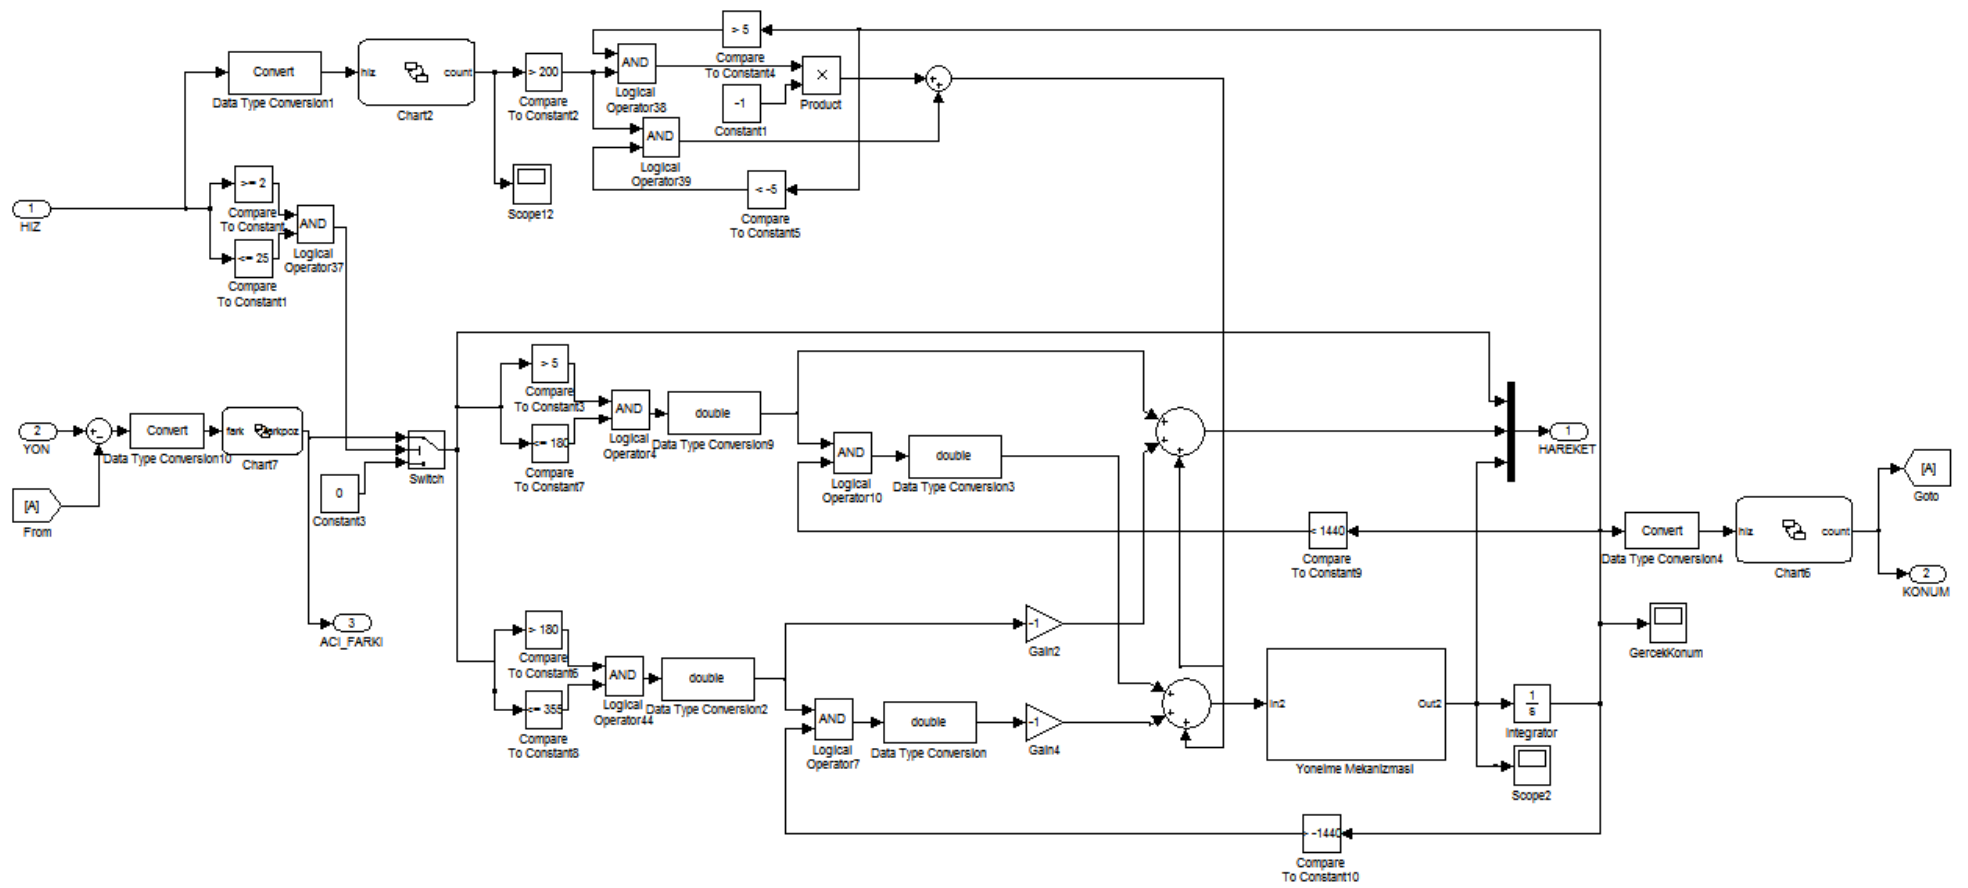 > 5
Compare
To Constant4
Convert
Data Type Conversion1
hiz
count
Chart2
> 200
Compare
To Constant2
AND
Logical
Operator38
-1
Constant1
×
Product
+
+
AND
Logical
Operator39
Scope12
< -5
Compare
To Constant5
1
HIZ
>= 2
Compare
To Constant
AND
Logical
Operator37
<= 25
Compare
To Constant1
> 5
Compare
To Constant3
<= 180
Compare
To Constant7
AND
Logical
Operator4
double
Data Type Conversion9
2
YON
+
-
Convert
Data Type Conversion10
fark
Chart7
[A]
From
0
Constant3
Switch
AND
Logical
Operator10
double
Data Type Conversion3
+
+
+
1
HAREKET
< 1440
Compare
To Constant9
Convert
Data Type Conversion4
hiz
count
Chart6
[A]
Goto
2
KONUM
3
ACI_FARKI
> 180
Compare
To Constant6
<= 355
Compare
To Constant8
AND
Logical
Operator44
double
Data Type Conversion2
-1
Gain2
AND
Logical
Operator7
double
Data Type Conversion
-1
Gain4
+
+
+
In2
Out2
Yonelme Mekanizmasi
1
s
Integrator
Scope2
GercekKonum
> -1440
Compare
To Constant10